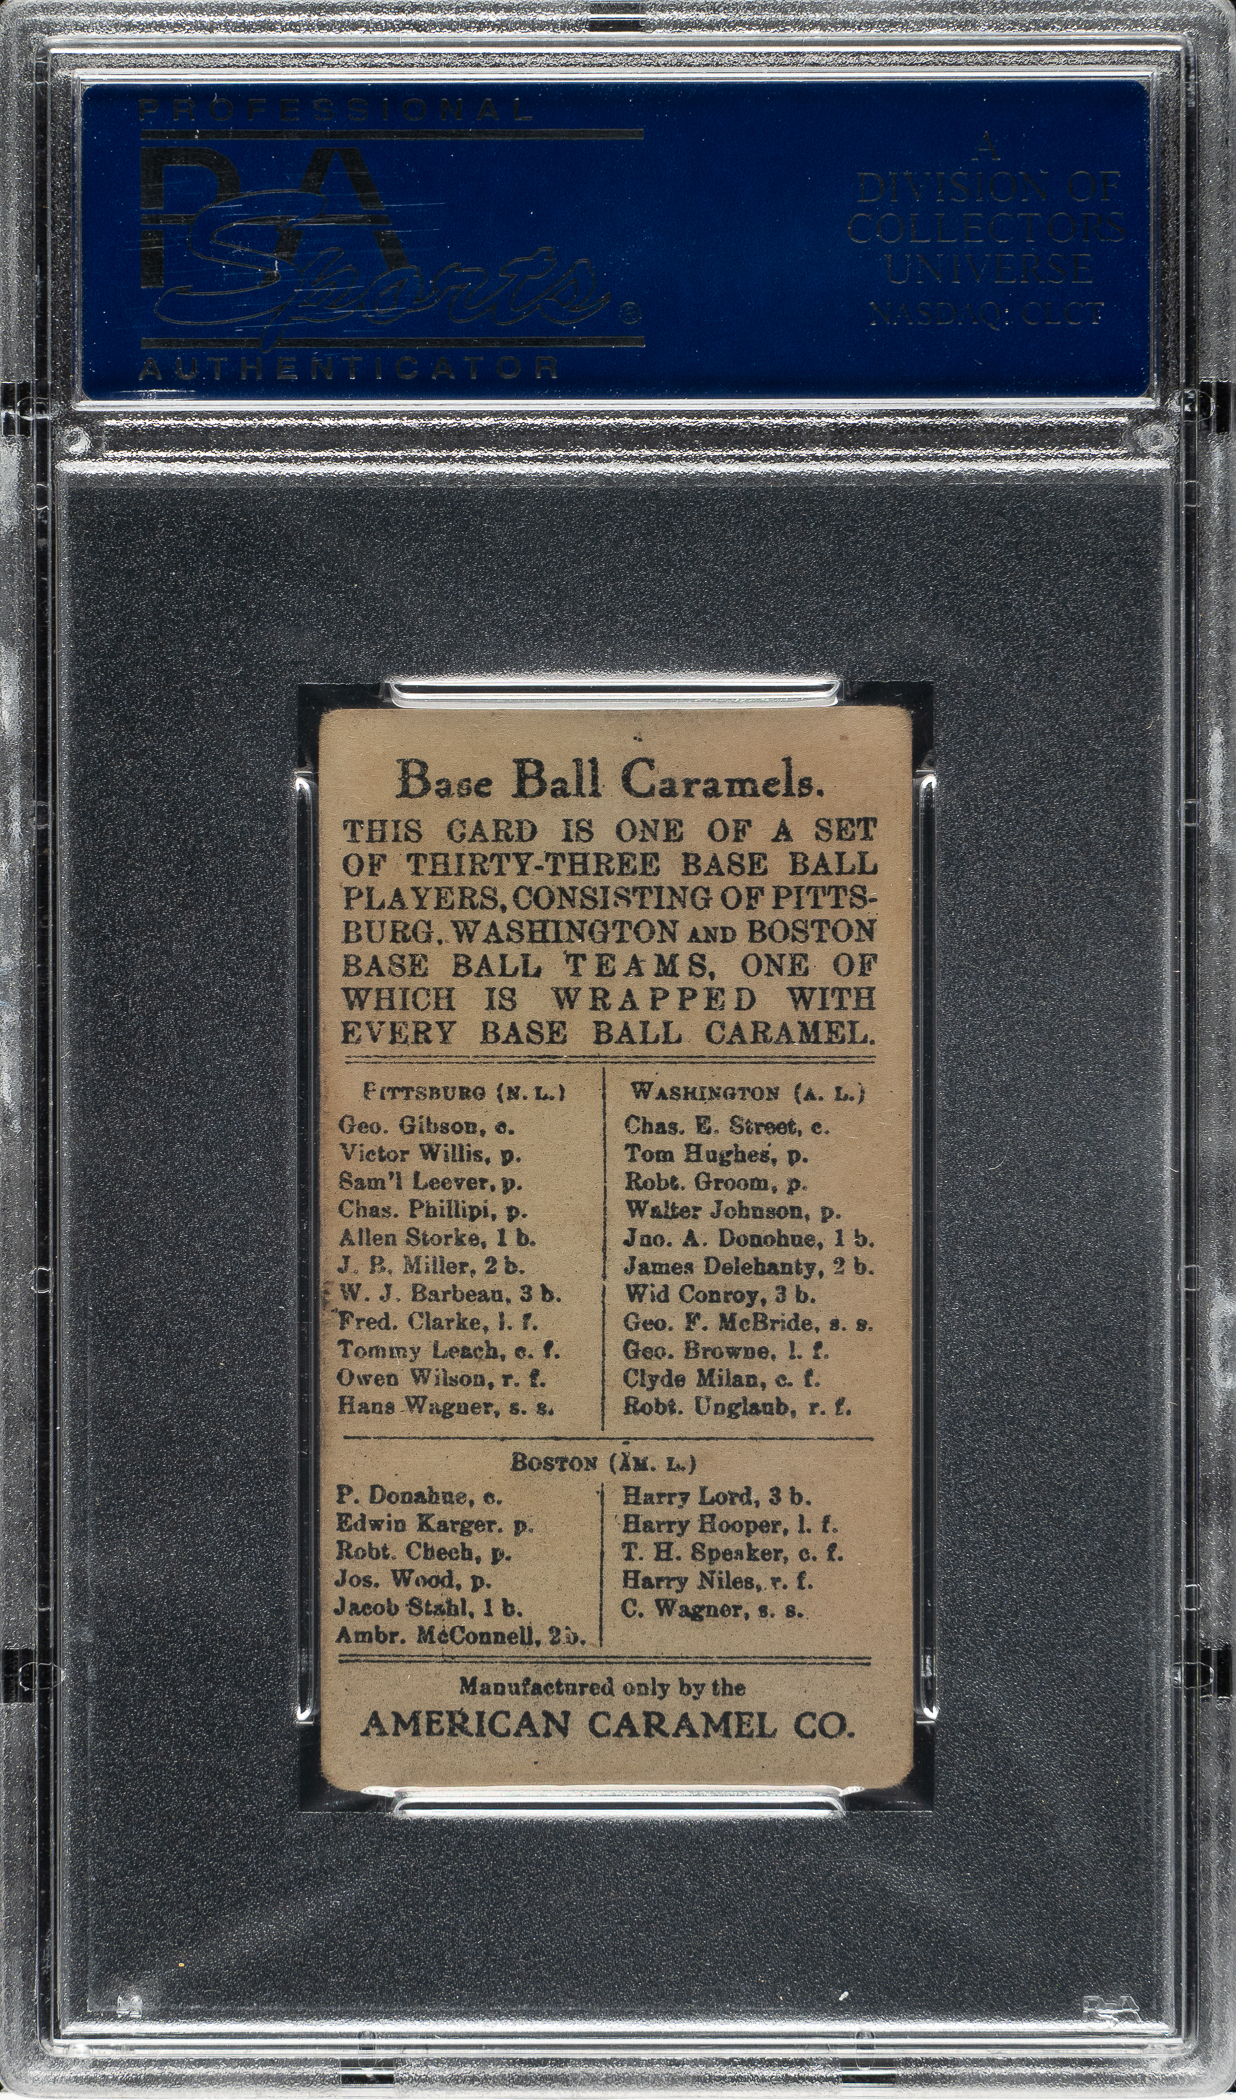 PROFESSIONAL
PSA
Sports ®
AUTHENTICATOR
A
DIVISION OF
COLLECTORS
UNIVERSE
NASDAQ: CLCT
Base Ball Caramels.
THIS CARD IS ONE OF A SET
OF THIRTY-THREE BASE BALL
PLAYERS, CONSISTING OF PITTS-
BURG, WASHINGTON AND BOSTON
BASE BALL TEAMS, ONE OF
WHICH IS WRAPPED WITH
EVERY BASE BALL CARAMEL.
PITTSBURG (N. L.)
Geo. Gibson, c.
Victor Willis, p.
Sam'l Leever, p.
Chas. Phillipi, p.
Allen Storke, 1 b.
J. B. Miller, 2 b.
W. J. Barbeau, 3 b.
Fred. Clarke, l. f.
Tommy Leach, c. f.
Owen Wilson, r. f.
Hans Wagner, s. s.
WASHINGTON (A. L.)
Chas. E. Street, c.
Tom Hughes, p.
Robt. Groom, p.
Walter Johnson, p.
Jno. A. Donohue, 1 b.
James Delehanty, 2 b.
Wid Conroy, 3 b.
Geo. F. McBride, s. s.
Geo. Browne, l. f.
Clyde Milan, c. f.
Robt. Unglaub, r. f.
BOSTON (AM. L.)
P. Donahue, c.
Edwin Karger. p.
Robt. Chech, p.
Jos. Wood, p.
Jacob Stahl, 1 b.
Ambr. McConnell, 2 b.
Harry Lord, 3 b.
Harry Hooper, l. f.
T. H. Speaker, c. f.
Harry Niles, r. f.
C. Wagner, s. s.
Manufactured only by the
AMERICAN CARAMEL CO.
PSA